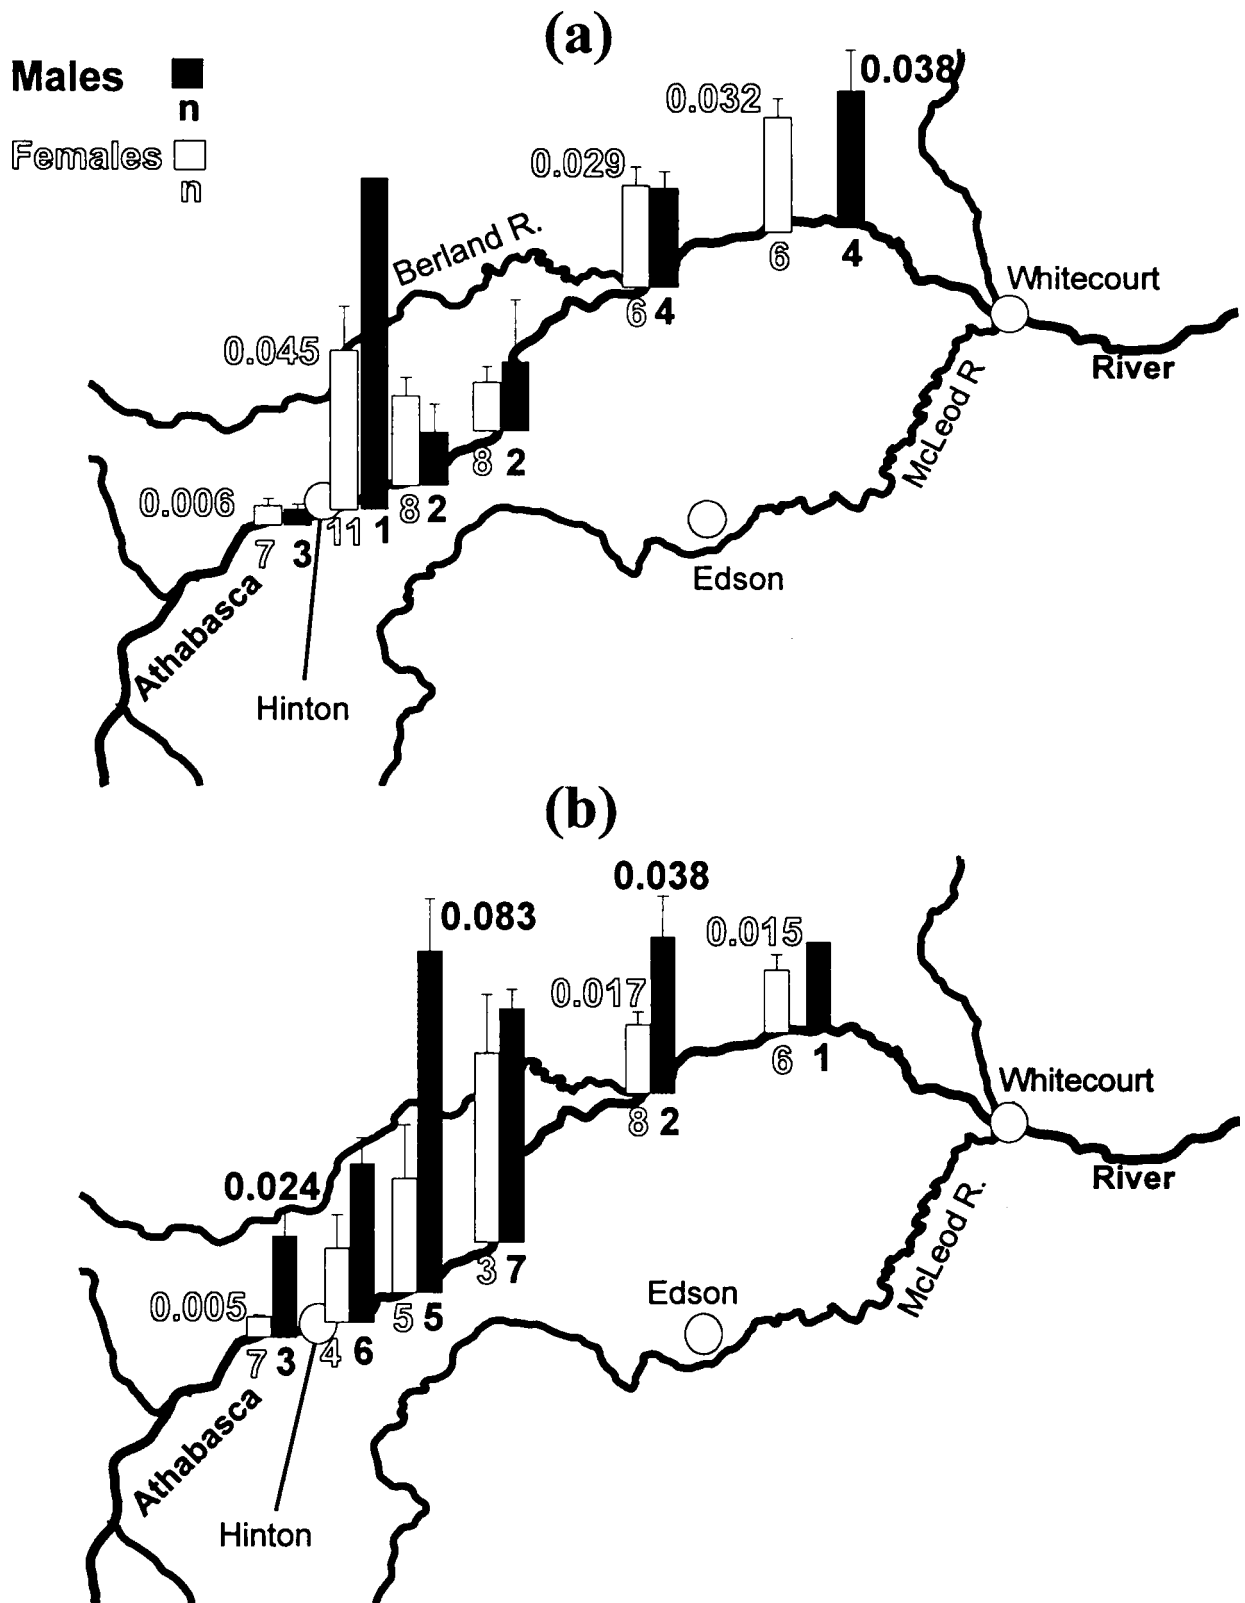 (a)
Males
n
Females
n
0.038
0.032
0.029
Berland R.
6
4
Whitecourt
6 4
0.045
River
McLeod R
8 2
0.006
11 1 8 2
7 3
Edson
Athabasca
Hinton
(b)
0.038
0.083
0.015
0.017
6 1
Whitecourt
8 2
0.024
River
McLeod R.
3 7
0.005
Edson
5 5
7 3 4 6
Athabasca
Hinton